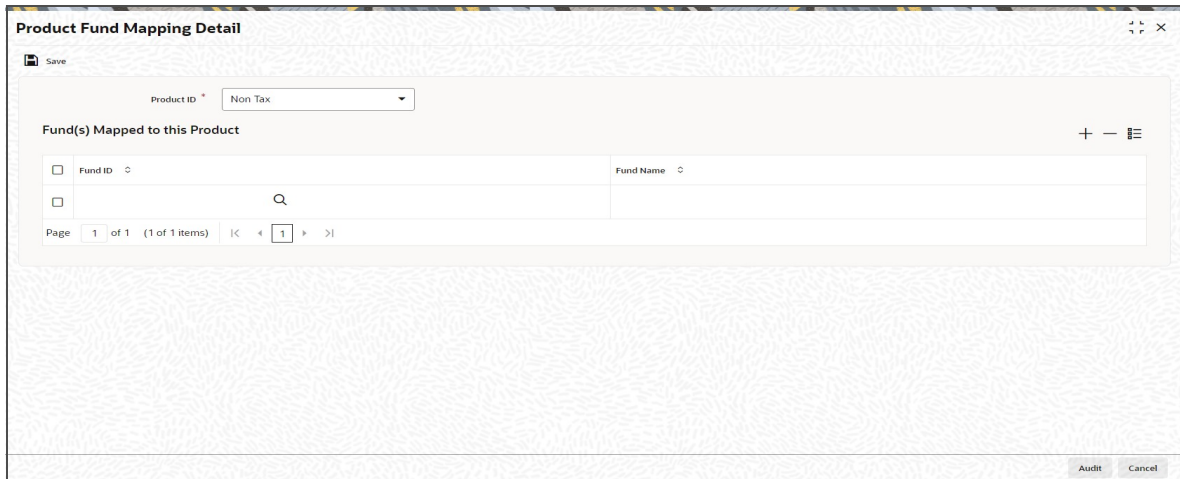 Product Fund Mapping Detail
Save
Product ID * Non Tax
Fund(s) Mapped to this Product
Fund ID Fund Name
Page 1 of 1 (1 of 1 items) 1
Audit Cancel